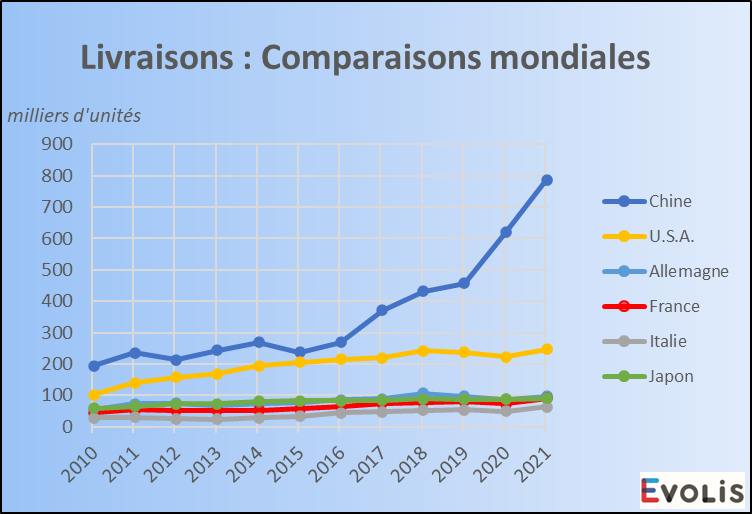 Livraisons : Comparaisons mondiales
milliers d'unités
900
800
700
600
500
400
300
200
100
0
2010
2011
2012
2013
2014
2015
2016
2017
2018
2019
2020
2021
Chine
U.S.A.
Allemagne
France
Italie
Japon
EVOLIS